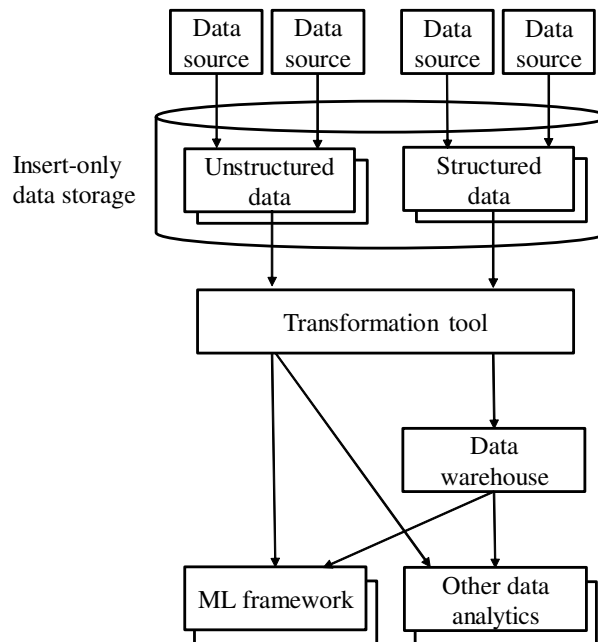 Data
source
Data
source
Data
source
Data
source
Insert-only
data storage
Unstructured
data
Structured
data
Transformation tool
Data
warehouse
ML framework
Other data
analytics